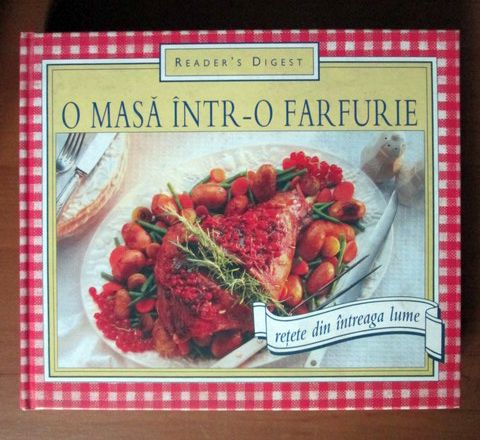 READER'S DIGEST
O MASĂ ÎNTR-O FARFURIE
rețete din întreaga lume